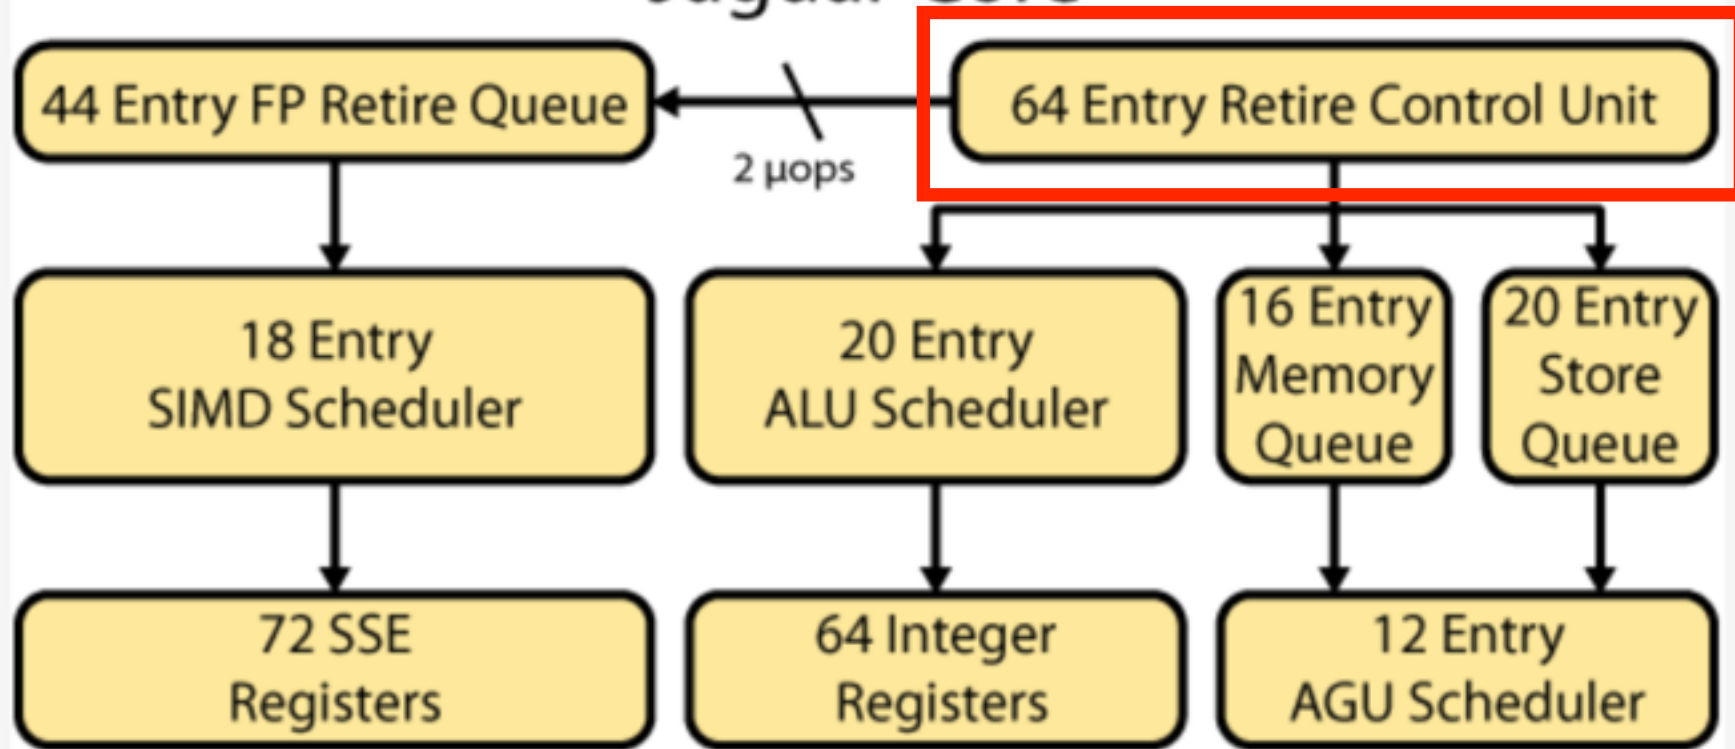 44 Entry FP Retire Queue
64 Entry Retire Control Unit
2 µops
18 Entry
SIMD Scheduler
20 Entry
ALU Scheduler
16 Entry
Memory
Queue
20 Entry
Store
Queue
72 SSE
Registers
64 Integer
Registers
12 Entry
AGU Scheduler